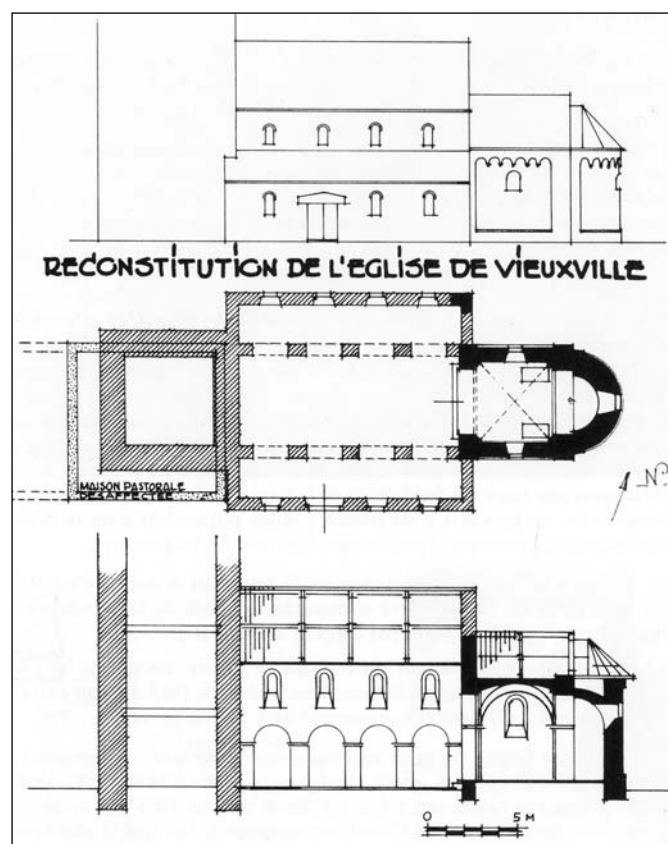 RECONSTITUTION DE L'EGLISE DE VIEUXVILLE
MAISON PASTORALE
DESAFFECTEE
N
0 5 M